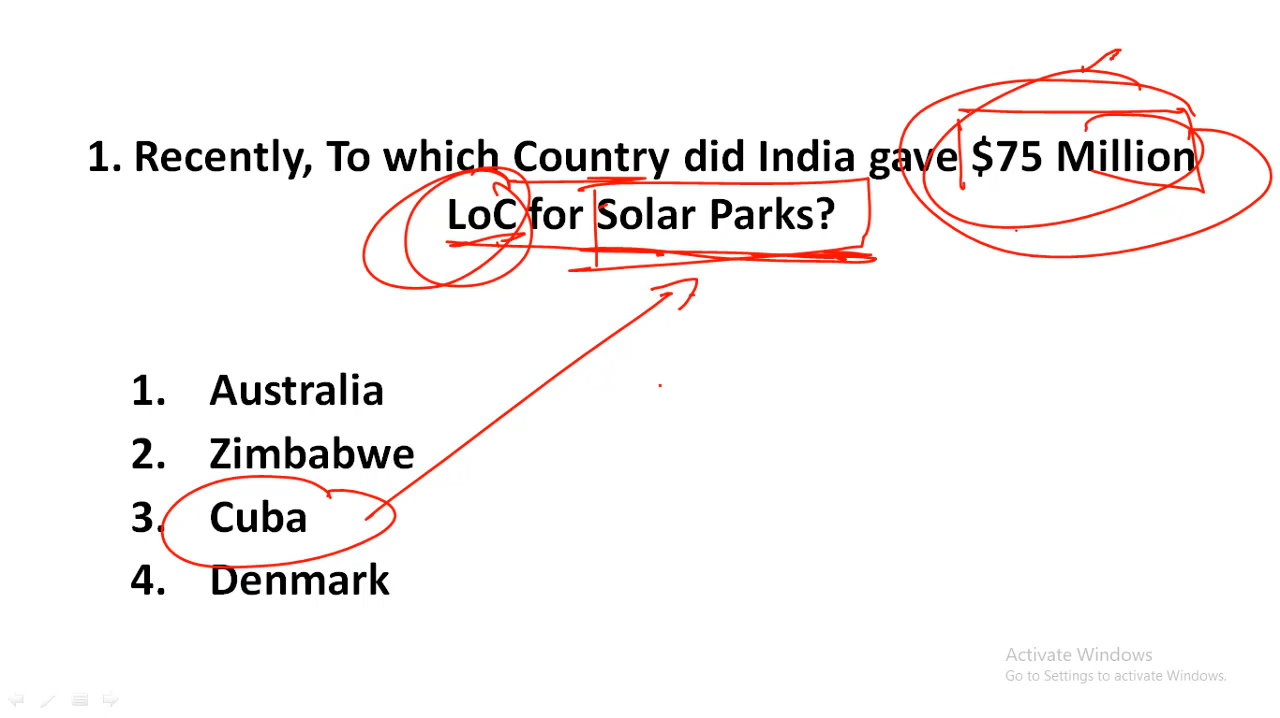 1. Recently, To which Country did India gave $75 Million
LoC for Solar Parks?
1. Australia
2. Zimbabwe
3. Cuba
4. Denmark
Activate Windows
Go to Settings to activate Windows.